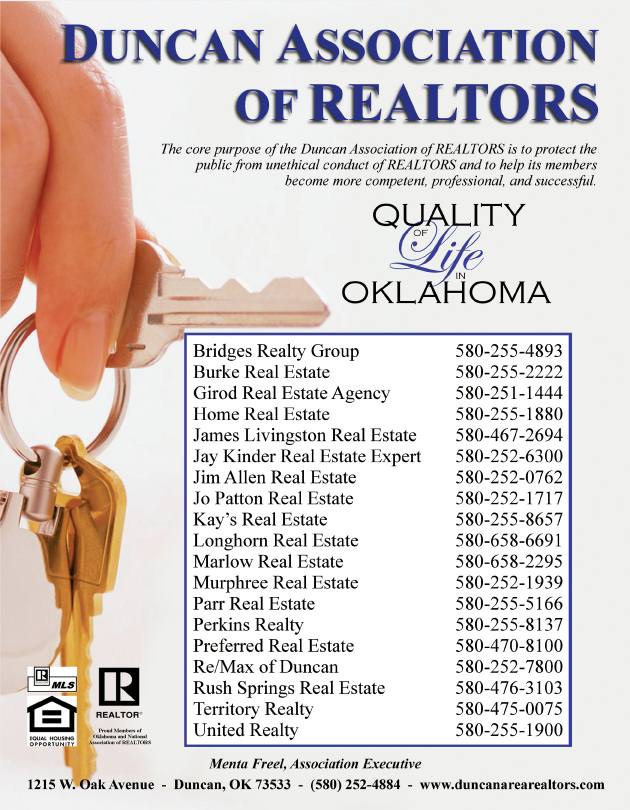 DUNCAN ASSOCIATION
OF REALTORS
The core purpose of the Duncan Association of REALTORS is to protect the
public from unethical conduct of REALTORS and to help its members
become more competent, professional, and successful.
QUALITY
OF
Life
IN
OKLAHOMA
Bridges Realty Group 580-255-4893
Burke Real Estate 580-255-2222
Girod Real Estate Agency 580-251-1444
Home Real Estate 580-255-1880
James Livingston Real Estate 580-467-2694
Jay Kinder Real Estate Expert 580-252-6300
Jim Allen Real Estate 580-252-0762
Jo Patton Real Estate 580-252-1717
Kay's Real Estate 580-255-8657
Longhorn Real Estate 580-658-6691
Marlow Real Estate 580-658-2295
Murphree Real Estate 580-252-1939
Parr Real Estate 580-255-5166
Perkins Realty 580-255-8137
Preferred Real Estate 580-470-8100
Re/Max of Duncan 580-252-7800
Rush Springs Real Estate 580-476-3103
Territory Realty 580-475-0075
United Realty 580-255-1900
R MLS
EQUAL HOUSING
OPPORTUNITY
R
REALTOR®
Proud Members of
Oklahoma and National
Association of REALTORS
Menta Freel, Association Executive
1215 W. Oak Avenue - Duncan, OK 73533 - (580) 252-4884 - www.duncanarearealtors.com